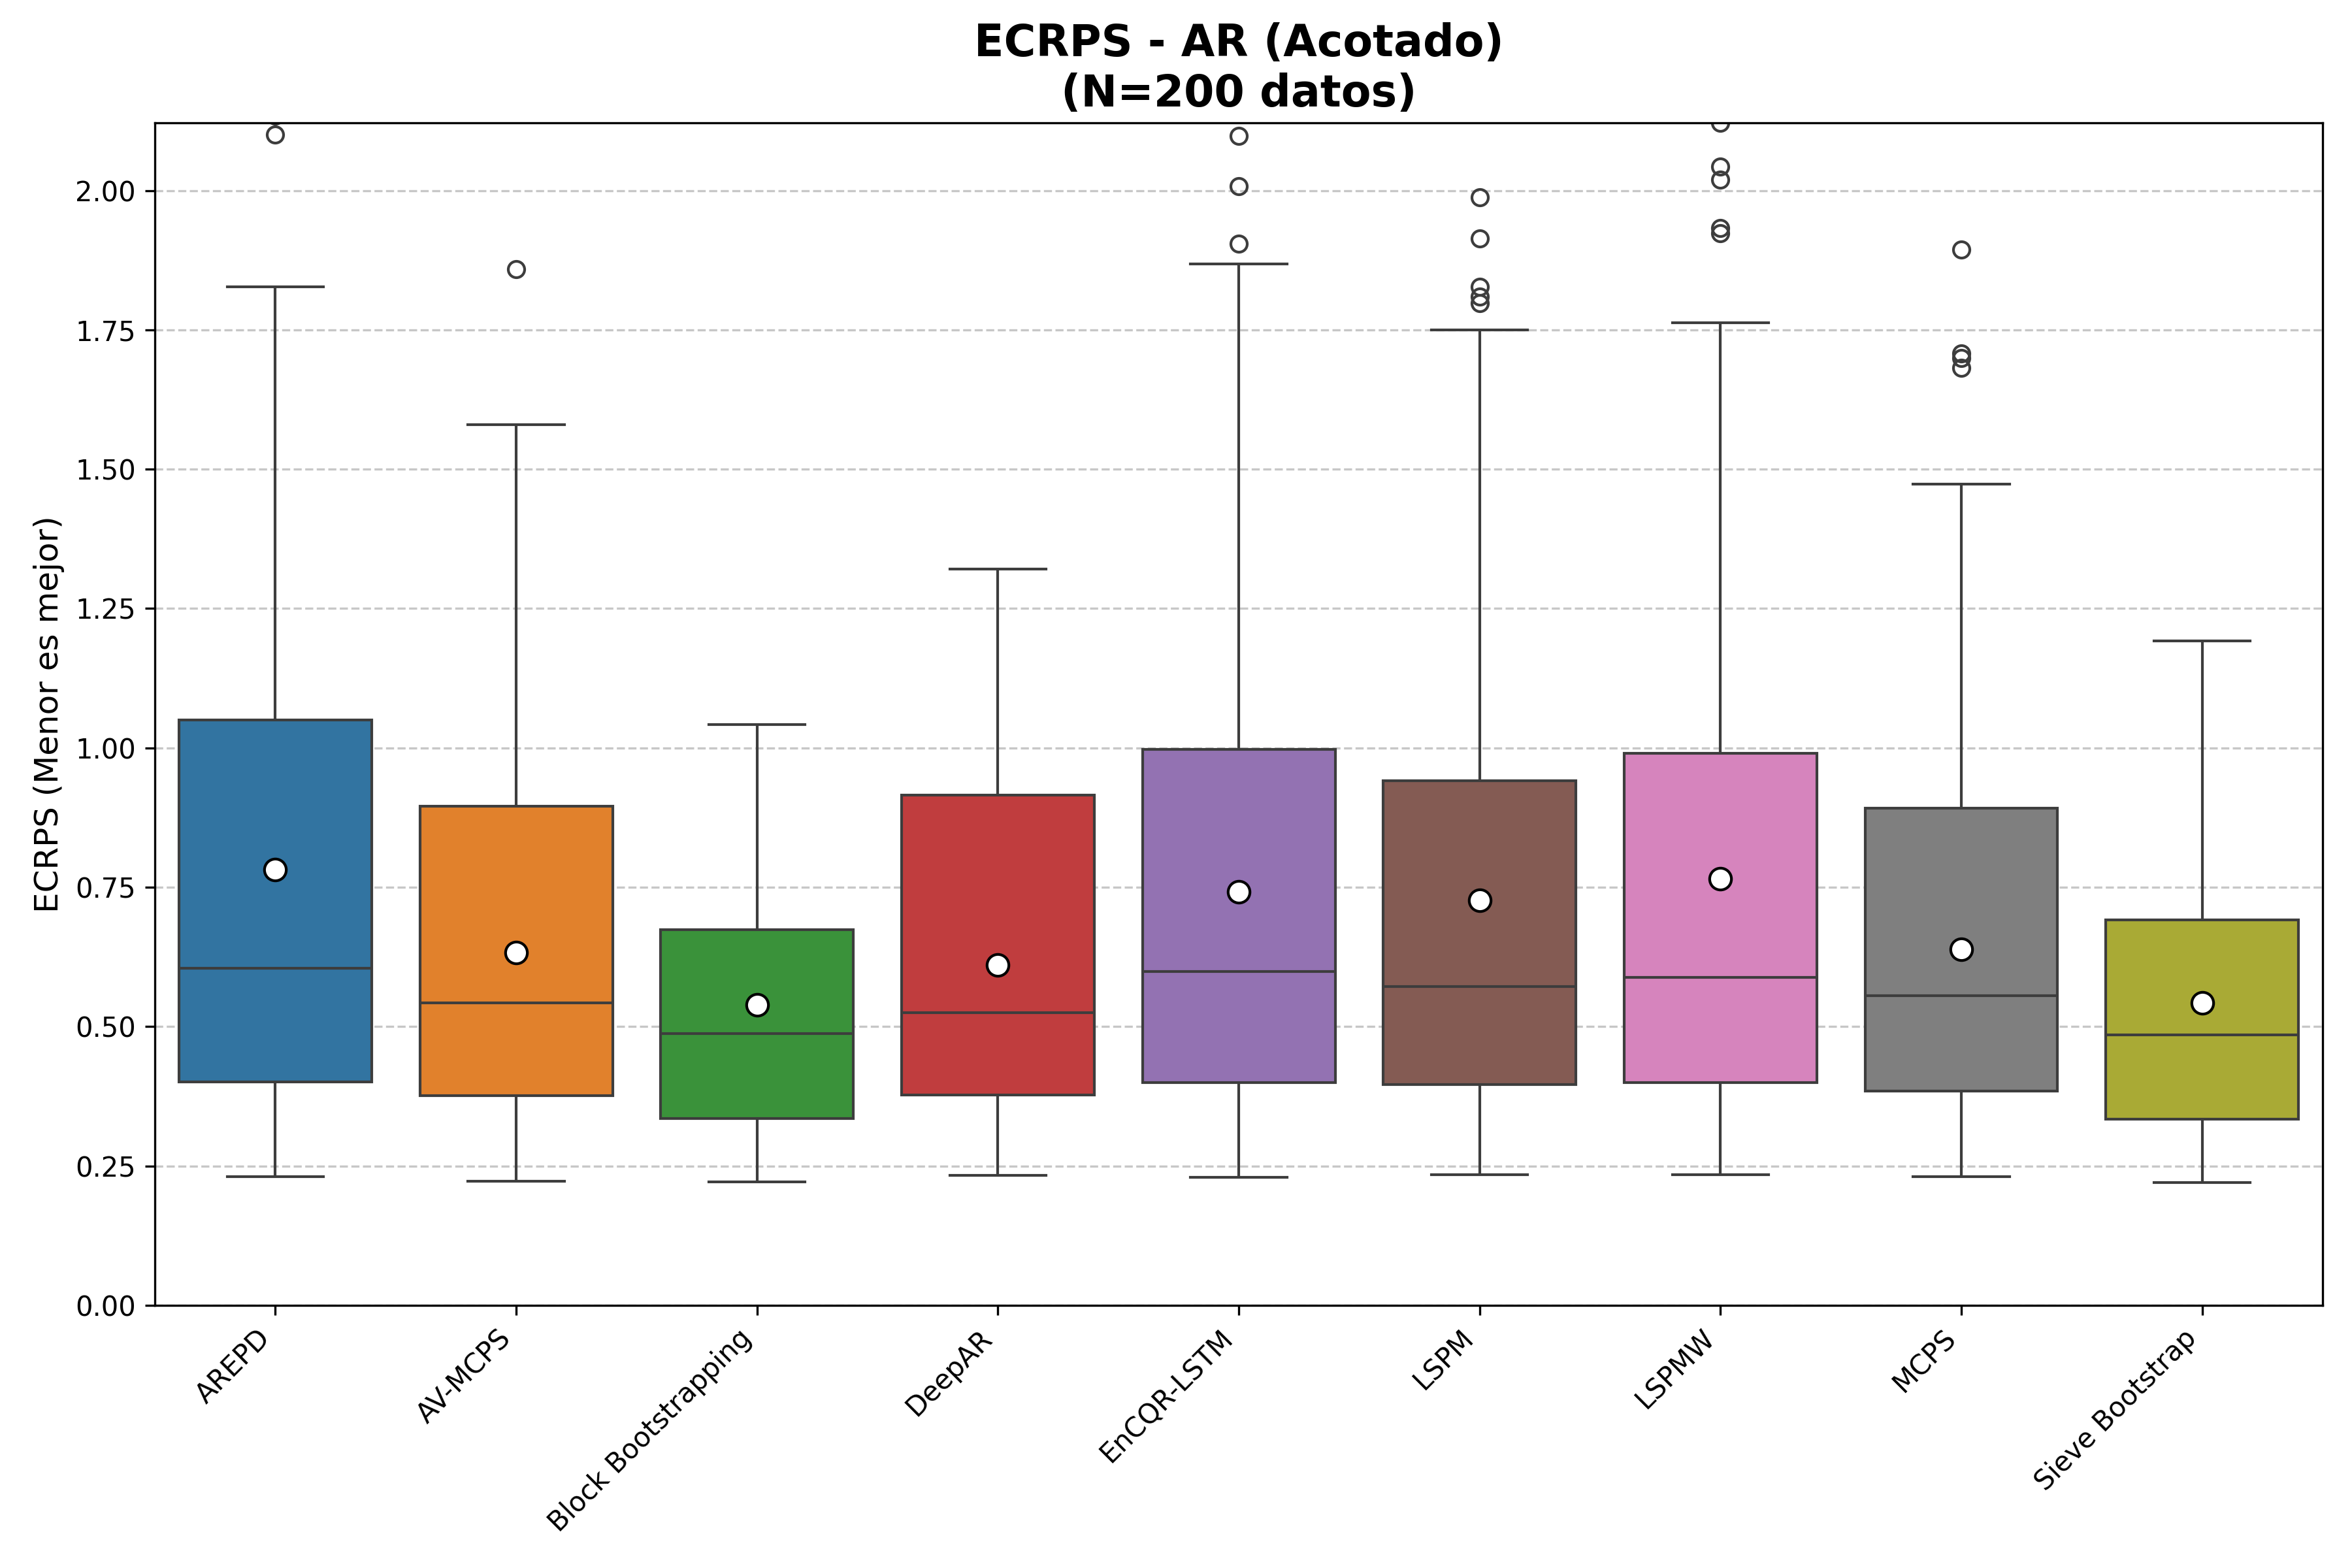 ECRPS - AR (Acotado)
(N=200 datos)
ECRPS (Menor es mejor)
2.00
1.75
1.50
1.25
1.00
0.75
0.50
0.25
0.00
AREPD
AV-MCPS
Block Bootstrapping
DeepAR
EnCQR-LSTM
LSPM
LSPMW
MCPS
Sieve Bootstrap